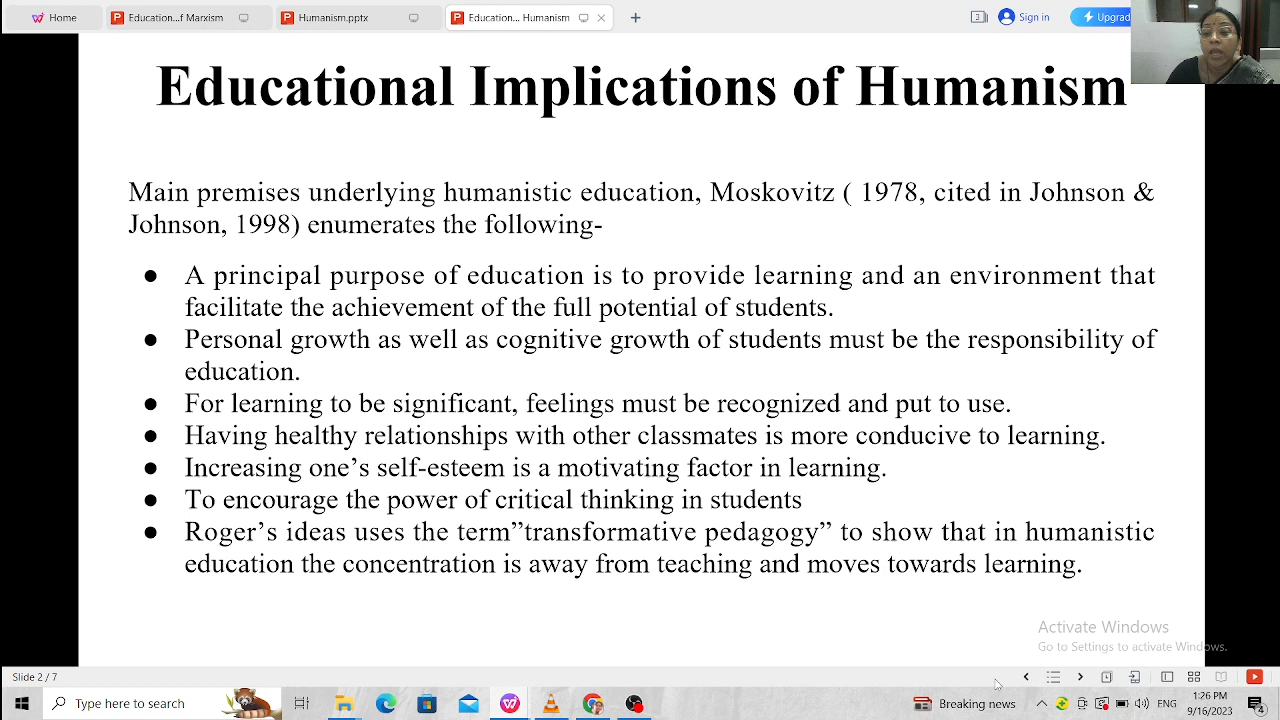 Home
Education...f Marxism
Humanism.pptx
Education... Humanism
Sign in
Upgrad
Educational Implications of Humanism
Main premises underlying humanistic education, Moskovitz ( 1978, cited in Johnson &
Johnson, 1998) enumerates the following-
● A principal purpose of education is to provide learning and an environment that
facilitate the achievement of the full potential of students.
● Personal growth as well as cognitive growth of students must be the responsibility of
education.
● For learning to be significant, feelings must be recognized and put to use.
● Having healthy relationships with other classmates is more conducive to learning.
● Increasing one’s self-esteem is a motivating factor in learning.
● To encourage the power of critical thinking in students
● Roger’s ideas uses the term”transformative pedagogy” to show that in humanistic
education the concentration is away from teaching and moves towards learning.
Activate Windows
Go to Settings to activate Windows.
Slide 2 / 7
Type here to search
Breaking news
ENG
1:26 PM
9/16/2023
4